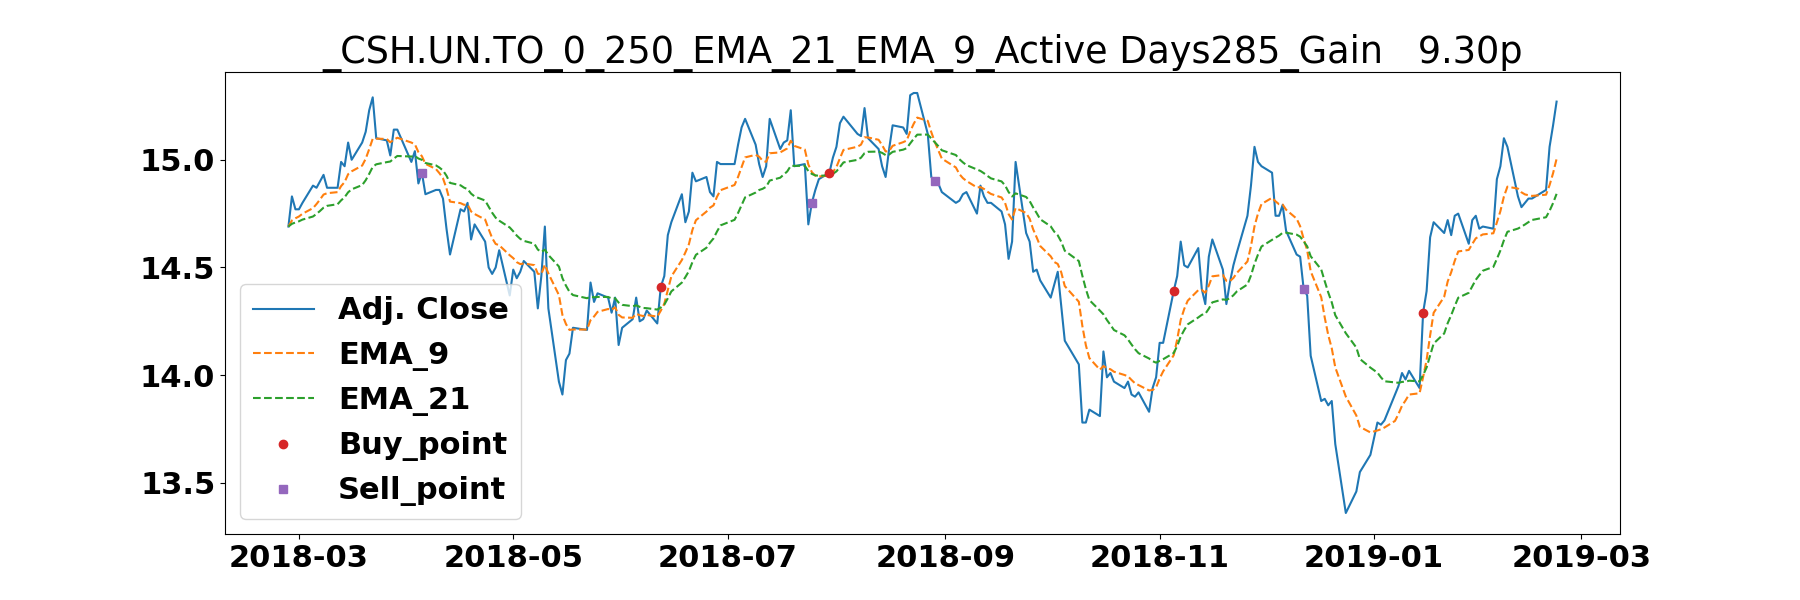 _CSH.UN.TO_0_250_EMA_21_EMA_9_Active Days285_Gain   9.30p
15.0
14.5
14.0
13.5
Adj. Close
EMA_9
EMA_21
Buy_point
Sell_point
2018-03 2018-05 2018-07 2018-09 2018-11 2019-01 2019-03